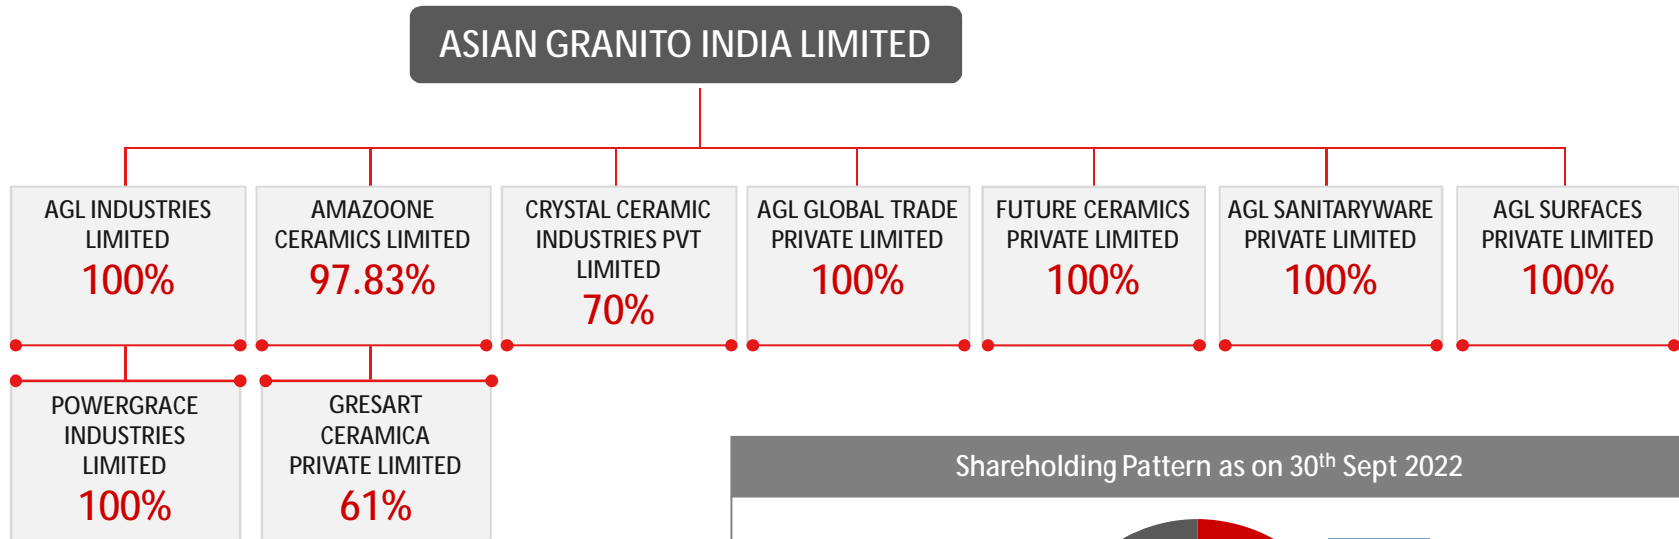 ASIAN GRANITO INDIA LIMITED
AGL INDUSTRIES
LIMITED
100%
AMAZOONE
CERAMICS LIMITED
97.83%
CRYSTAL CERAMIC
INDUSTRIES PVT
LIMITED
70%
AGL GLOBAL TRADE
PRIVATE LIMITED
100%
FUTURE CERAMICS
PRIVATE LIMITED
100%
AGL SANITARYWARE
PRIVATE LIMITED
100%
AGL SURFACES
PRIVATE LIMITED
100%
POWERGRACE
INDUSTRIES
LIMITED
100%
GRESART
CERAMICA
PRIVATE LIMITED
61%
Shareholding Pattern as on 30th Sept 2022